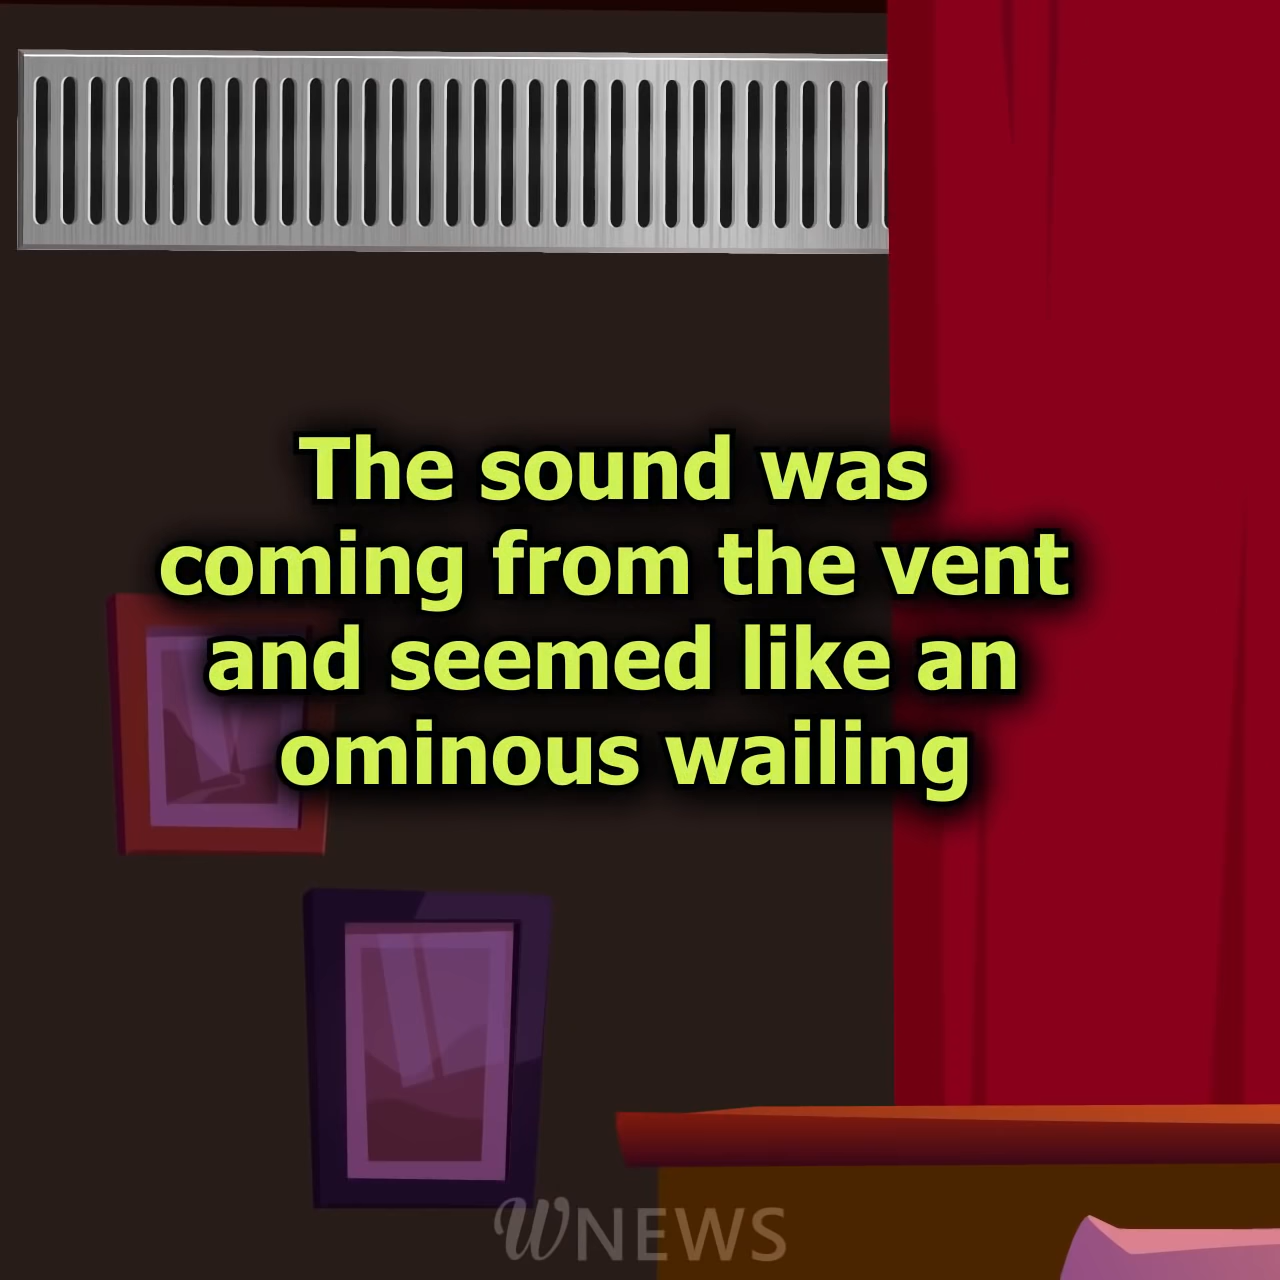 The sound was
coming from the vent
and seemed like an
ominous wailing
WNEWS